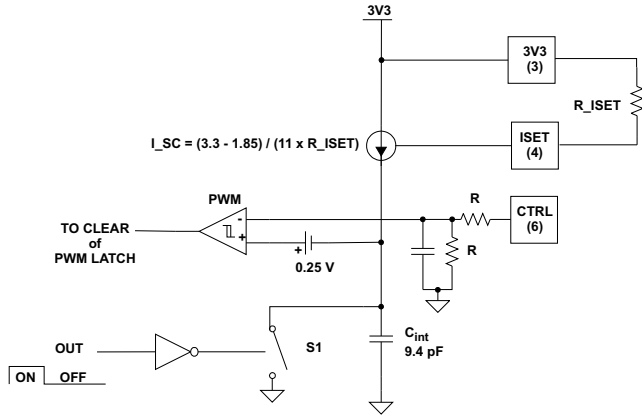 3V3
3V3
(3)
R_ISET
I_SC = (3.3 - 1.85) / (11 x R_ISET)
ISET
(4)
PWM
-
+
R
CTRL
(6)
TO CLEAR
of
PWM LATCH
+
0.25 V
R
OUT
S1
Cint
9.4 pF
ON
OFF